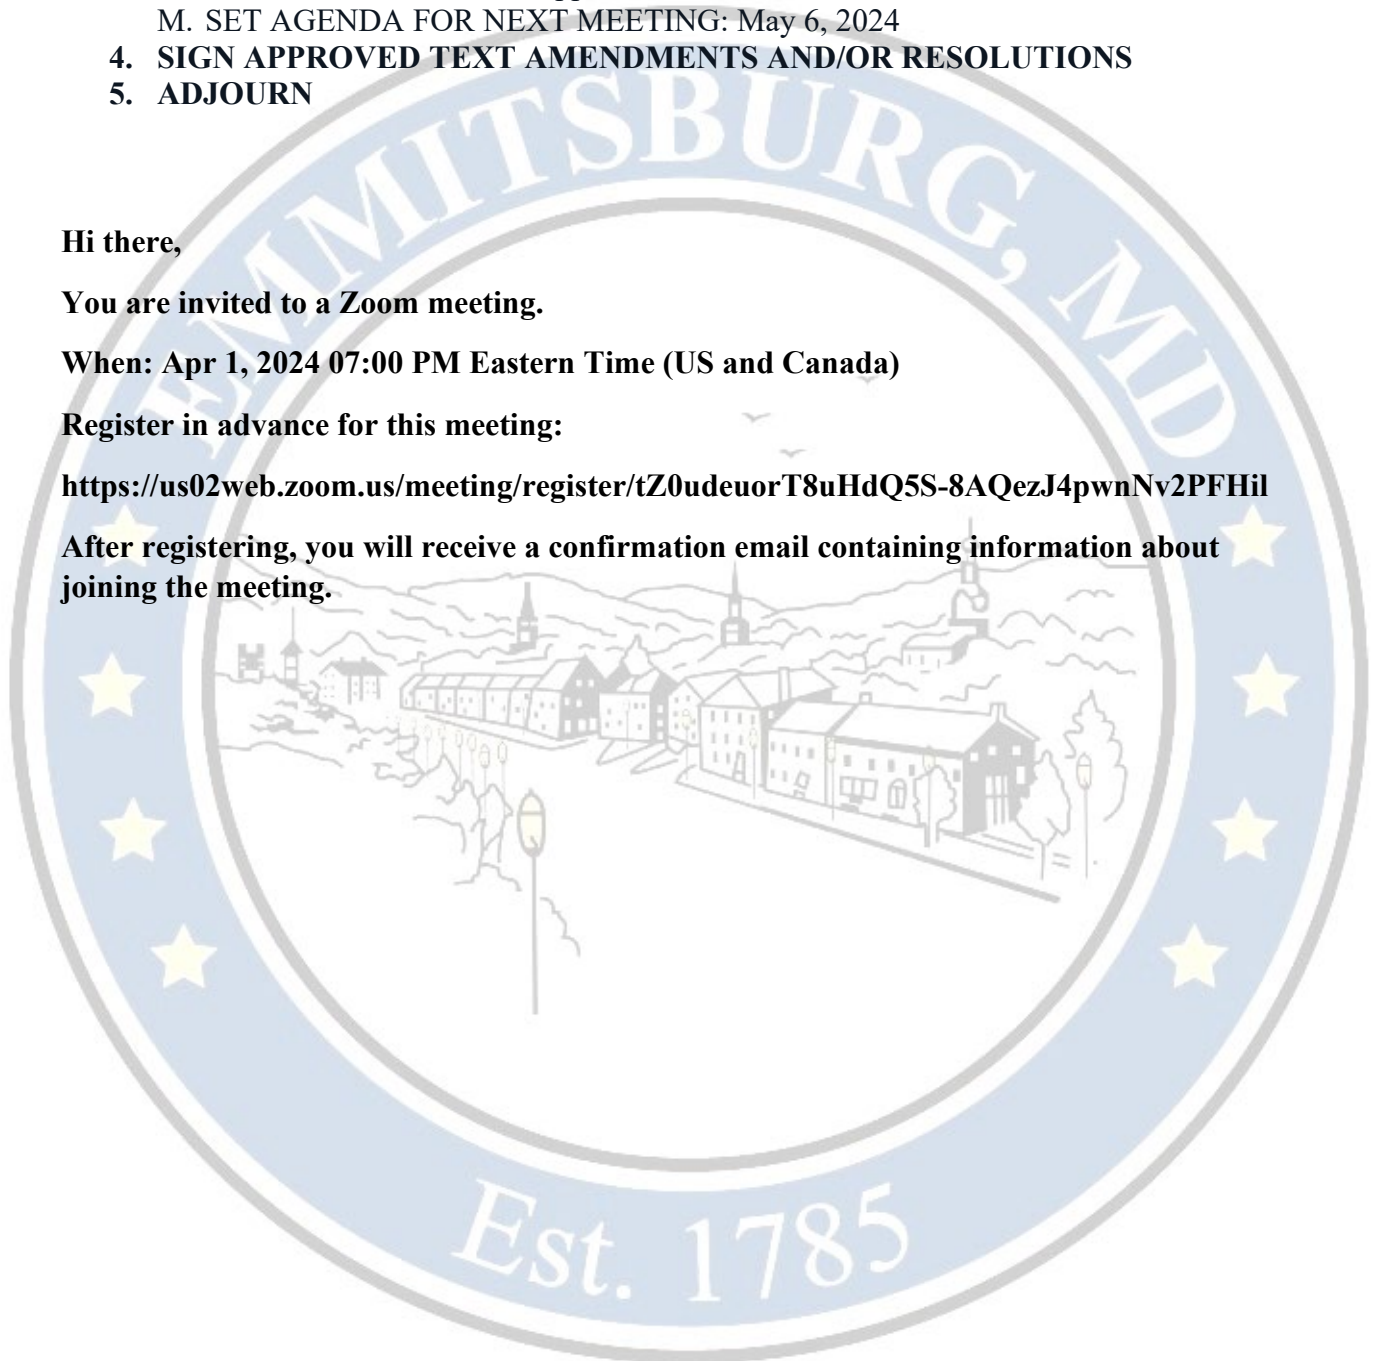 M. SET AGENDA FOR NEXT MEETING: May 6, 2024
4. SIGN APPROVED TEXT AMENDMENTS AND/OR RESOLUTIONS
5. ADJOURN
EMMITSBURG, MD
Hi there,
You are invited to a Zoom meeting.
When: Apr 1, 2024 07:00 PM Eastern Time (US and Canada)
Register in advance for this meeting:
https://us02web.zoom.us/meeting/register/tZ0udeuorT8uHdQ5S-8AQezJ4pwnNv2PFHil
After registering, you will receive a confirmation email containing information about
joining the meeting.
Est. 1785